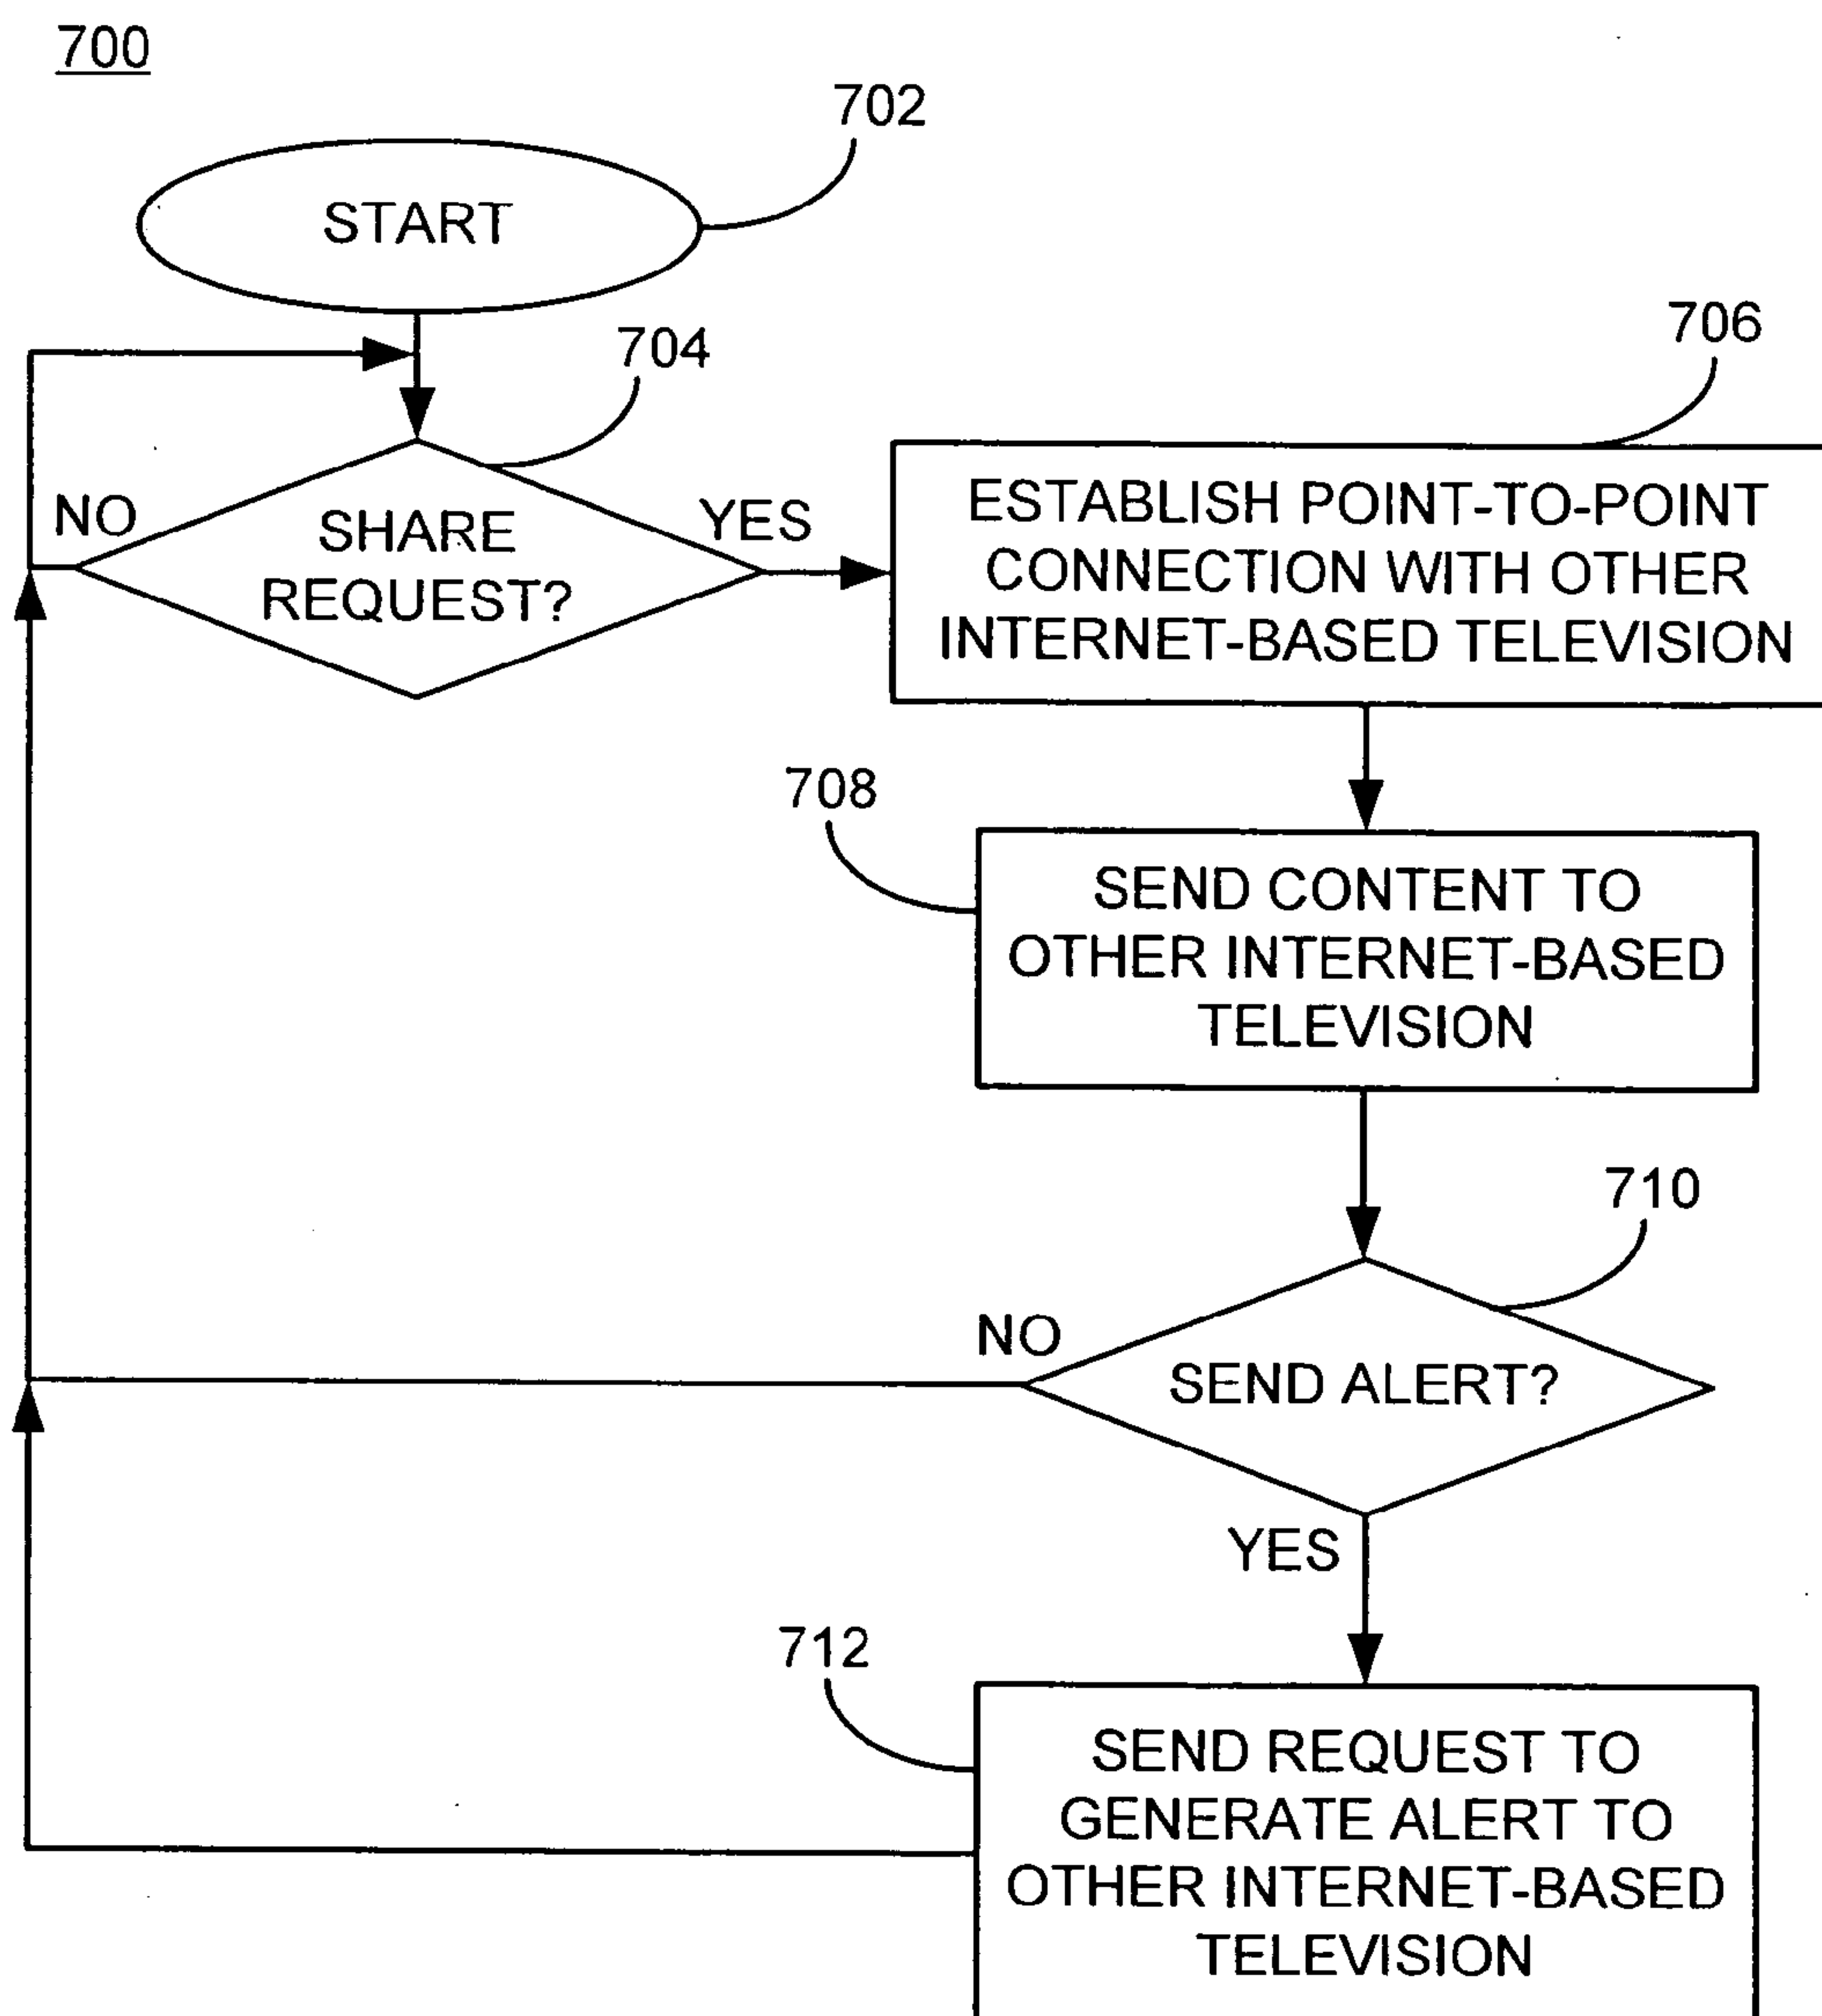 700
702
START
704
706
NO
SHARE
REQUEST?
YES
ESTABLISH POINT-TO-POINT
CONNECTION WITH OTHER
INTERNET-BASED TELEVISION
708
SEND CONTENT TO
OTHER INTERNET-BASED
TELEVISION
710
NO
SEND ALERT?
YES
712
SEND REQUEST TO
GENERATE ALERT TO
OTHER INTERNET-BASED
TELEVISION